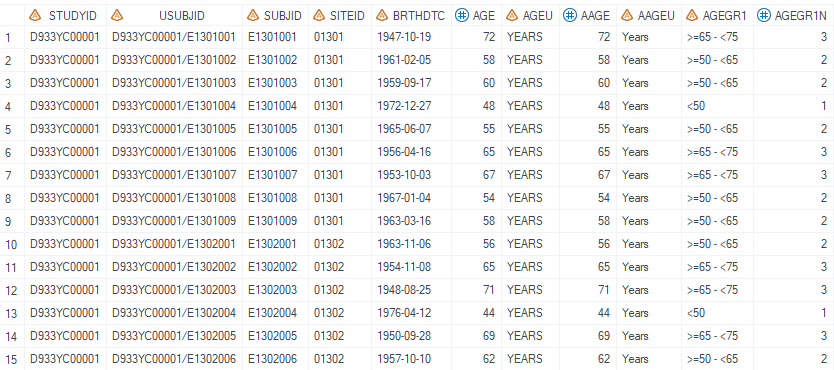 STUDYID USUBJID SUBJID SITEID BRTHDTC AGE AGEU AAGE AAGEU AGEGR1 AGEGR1N
1 D933YC00001 D933YC00001/E1301001 E1301001 01301 1947-10-19 72 YEARS 72 Years >=65 - <75 3
2 D933YC00001 D933YC00001/E1301002 E1301002 01301 1961-02-05 58 YEARS 58 Years >=50 - <65 2
3 D933YC00001 D933YC00001/E1301003 E1301003 01301 1959-09-17 60 YEARS 60 Years >=50 - <65 2
4 D933YC00001 D933YC00001/E1301004 E1301004 01301 1972-12-27 48 YEARS 48 Years <50 1
5 D933YC00001 D933YC00001/E1301005 E1301005 01301 1965-06-07 55 YEARS 55 Years >=50 - <65 2
6 D933YC00001 D933YC00001/E1301006 E1301006 01301 1956-04-16 65 YEARS 65 Years >=65 - <75 3
7 D933YC00001 D933YC00001/E1301007 E1301007 01301 1953-10-03 67 YEARS 67 Years >=65 - <75 3
8 D933YC00001 D933YC00001/E1301008 E1301008 01301 1967-01-04 54 YEARS 54 Years >=50 - <65 2
9 D933YC00001 D933YC00001/E1301009 E1301009 01301 1963-03-16 58 YEARS 58 Years >=50 - <65 2
10 D933YC00001 D933YC00001/E1302001 E1302001 01302 1963-11-06 56 YEARS 56 Years >=50 - <65 2
11 D933YC00001 D933YC00001/E1302002 E1302002 01302 1954-11-08 65 YEARS 65 Years >=65 - <75 3
12 D933YC00001 D933YC00001/E1302003 E1302003 01302 1948-08-25 71 YEARS 71 Years >=65 - <75 3
13 D933YC00001 D933YC00001/E1302004 E1302004 01302 1976-04-12 44 YEARS 44 Years <50 1
14 D933YC00001 D933YC00001/E1302005 E1302005 01302 1950-09-28 69 YEARS 69 Years >=65 - <75 3
15 D933YC00001 D933YC00001/E1302006 E1302006 01302 1957-10-10 62 YEARS 62 Years >=50 - <65 2